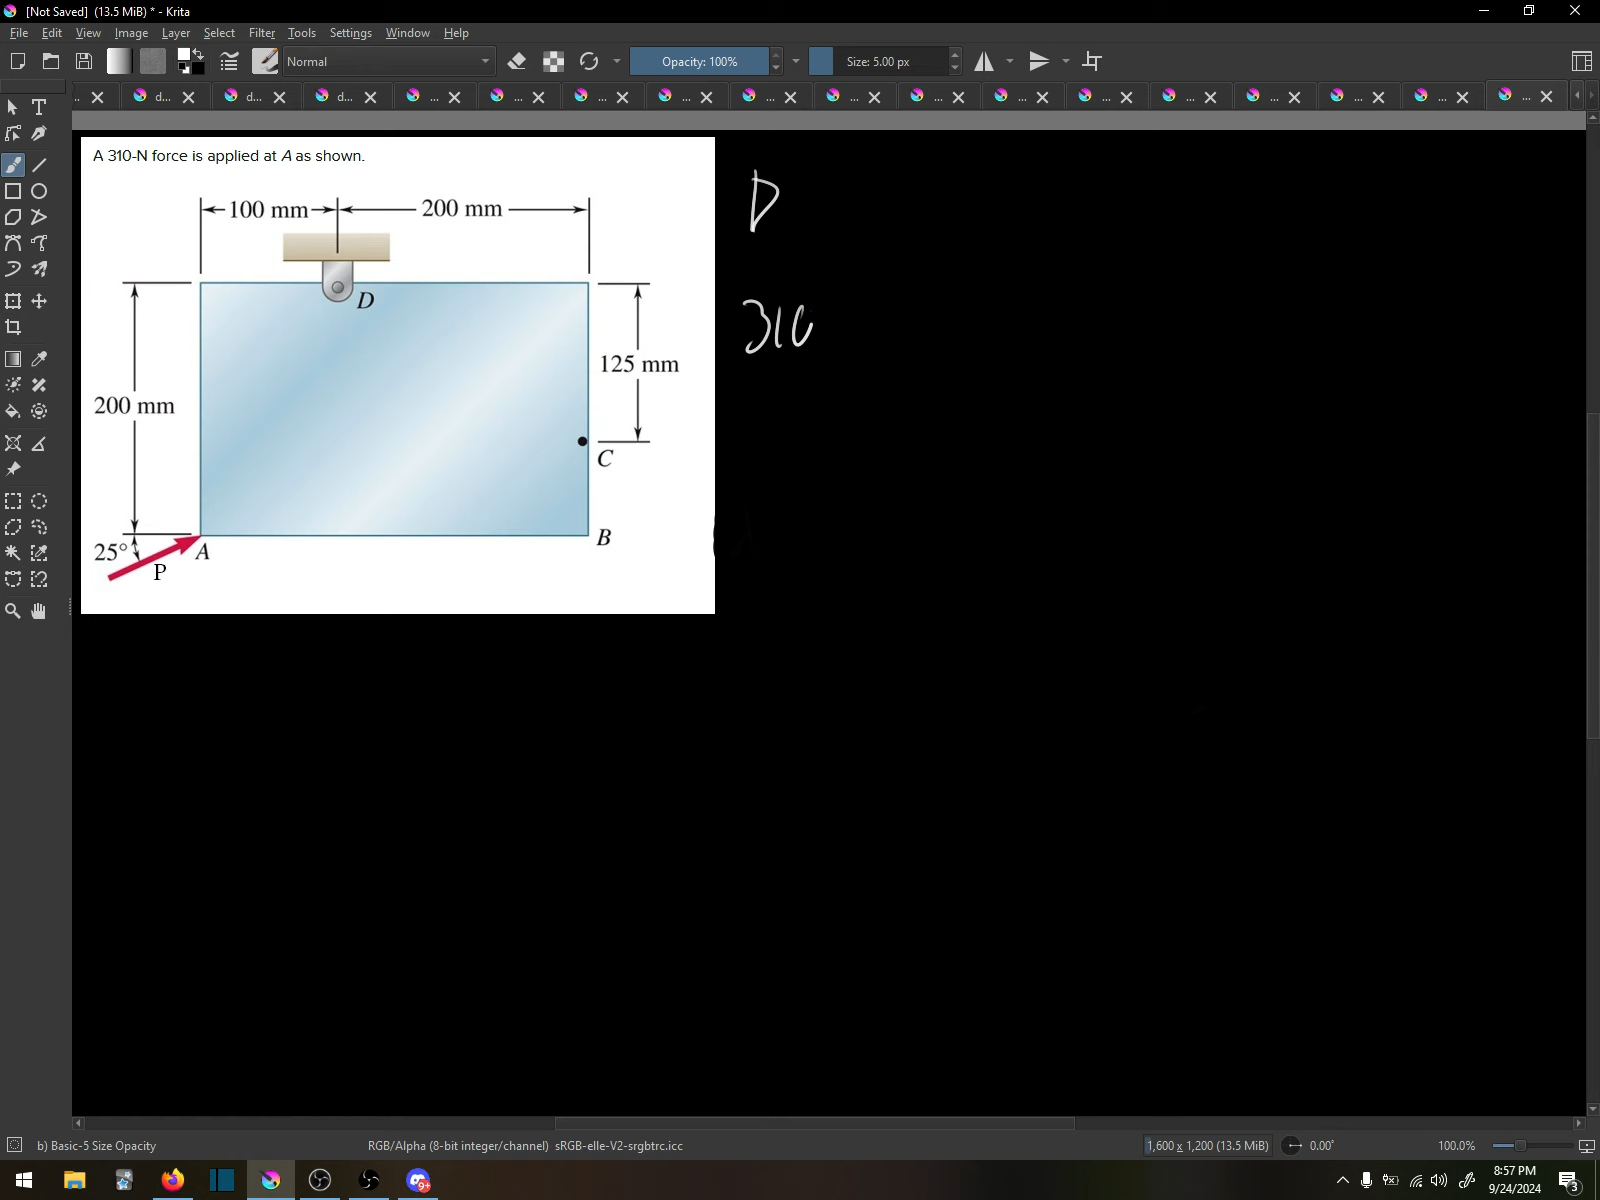 [Not Saved] (13.5 MiB) * - Krita
File Edit View Image Layer Select Filter Tools Settings Window Help
Normal
Opacity: 100%
Size: 5.00 px
.. d... d... d... ... ... ... ... ... ... ... ... ... ... ... ... ... ...
A 310-N force is applied at A as shown.
100 mm 200 mm
D
D
310
125 mm
200 mm
C
B
25°
A
P
b) Basic-5 Size Opacity
RGB/Alpha (8-bit integer/channel) sRGB-elle-V2-srgbtrc.icc
1,600 x 1,200 (13.5 MiB)
0.00°
100.0%
9+
8:57 PM
9/24/2024
3